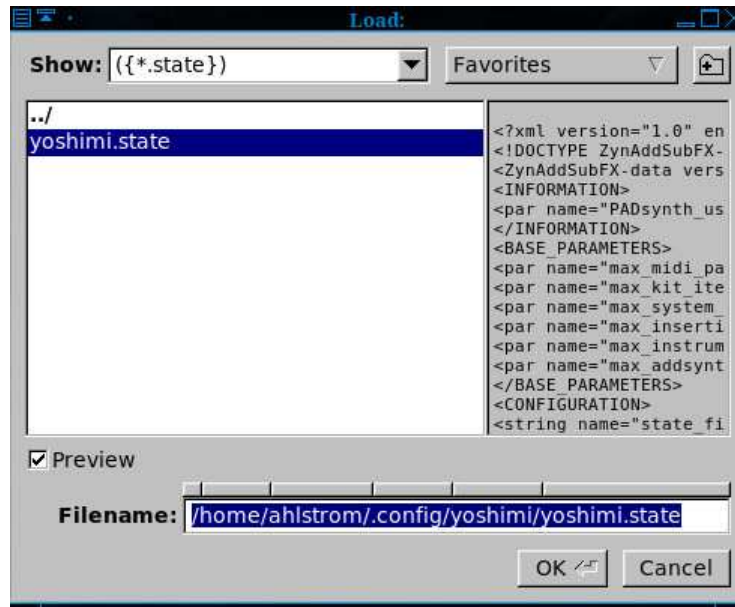 Load:
Show: ({*.state}) Favorites
../
yoshimi.state
<?xml version="1.0" en
<!DOCTYPE ZynAddSubFX-
<ZynAddSubFX-data vers
<INFORMATION>
<par name="PADsynth_us
</INFORMATION>
<BASE_PARAMETERS>
<par name="max_midi_pa
<par name="max_kit_ite
<par name="max_system_
<par name="max_inserti
<par name="max_instrum
<par name="max_addsynt
</BASE_PARAMETERS>
<CONFIGURATION>
<string name="state_fi
Preview
Filename: /home/ahlstrom/.config/yoshimi/yoshimi.state
OK Cancel